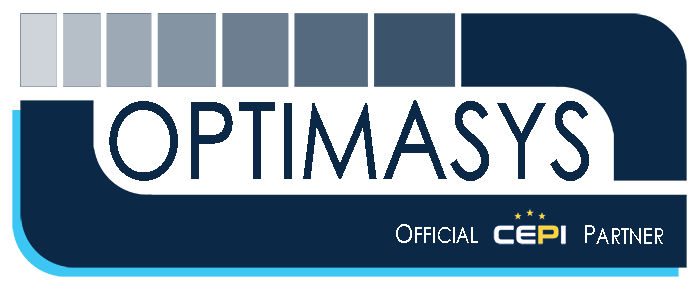 OPTIMASYS
OFFICIAL CEPI PARTNER